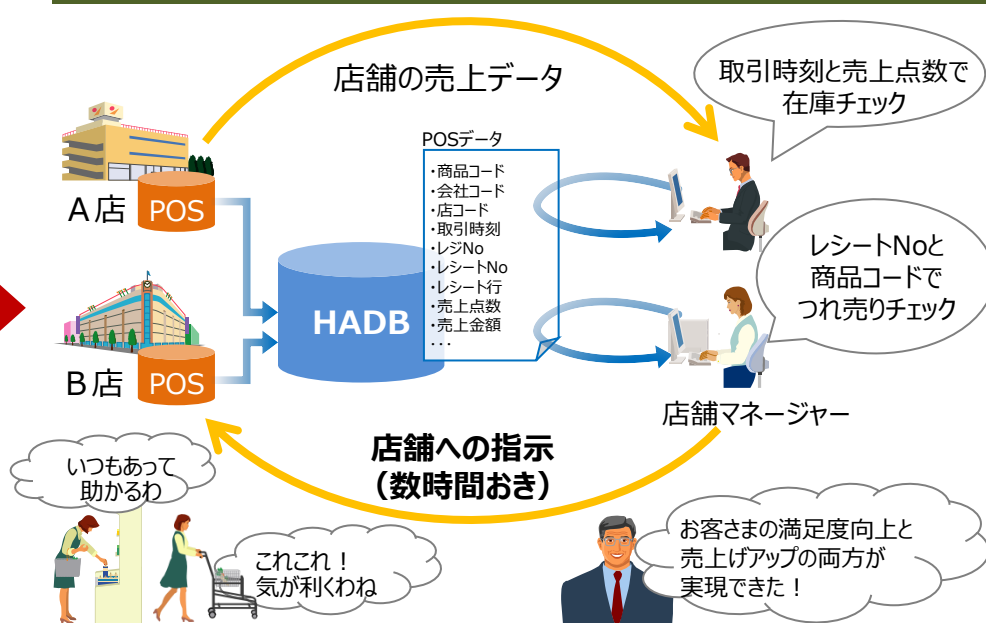 店舗の売上データ
取引時刻と売上点数で
在庫チェック
POSデータ
・商品コード
・会社コード
・店コード
・取引時刻
・レジNo
・レシートNo
・レシート行
・売上点数
・売上金額
・・・
A店
POS
HADB
レシートNoと
商品コードで
つれ売りチェック
B店
POS
店舗マネージャー
店舗への指示
（数時間おき）
いつもあって
助かるわ
これこれ！
気が利くわね
お客さまの満足度向上と
売上げアップの両方が
実現できた！